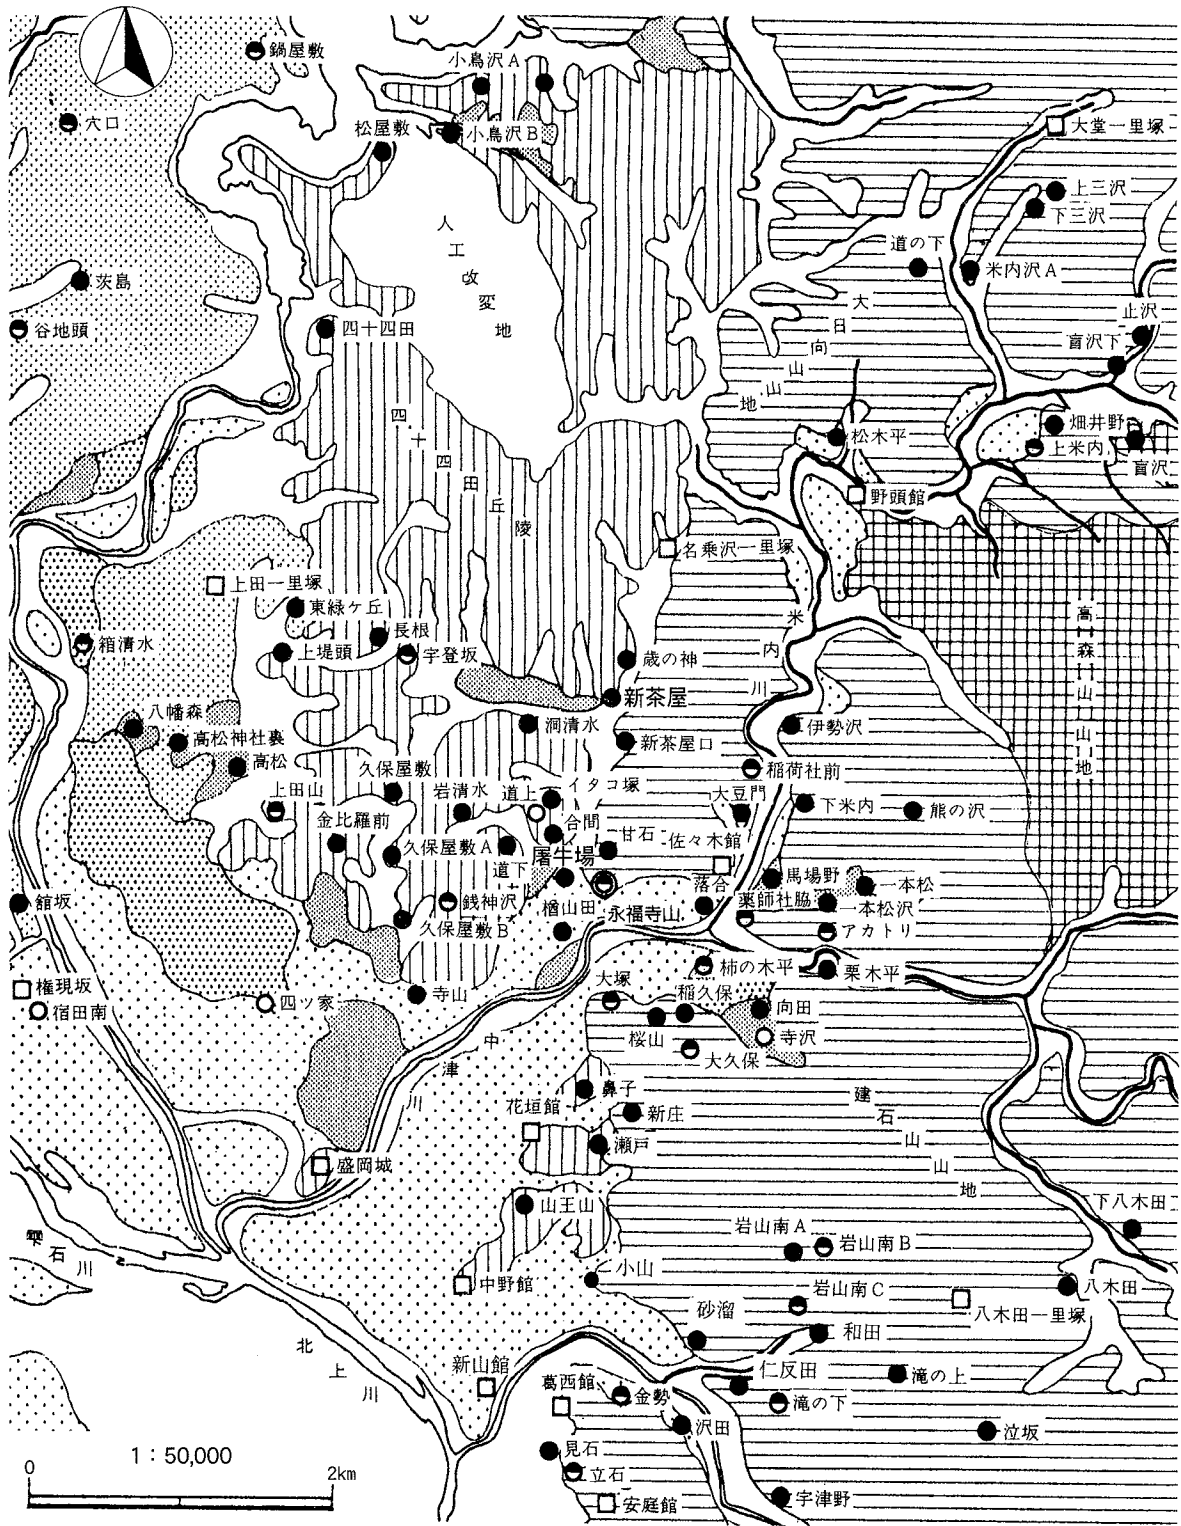 鍋屋敷
小鳥沢A
穴口
松屋敷
小鳥沢B
大堂一里塚
上三沢
下三沢
人工改変地
道の下
米内沢A
茨島
大日向山山地
止沢
谷地頭
四十四田
盲沢下
四十四田丘陵
松木平
畑井野
上米内
盲沢
野頭館
名乗沢一里塚
上田一里塚
東緑ケ丘
米内川
高森山山地
箱清水
長根
上堤頭
宇登坂
歳の神
新茶屋
八幡森
洞清水
伊勢沢
高松神社裏
新茶屋口
高松
久保屋敷
稲荷社前
上田山
岩清水
道上
イタコ塚
大豆門
下米内
熊の沢
金比羅前
合間
甘石
佐々木館
久保屋敷A
屠牛場
道下
馬場野
一本松
館坂
銭神沢
楢山田
永福寺山
落合
薬師社脇
一本松沢
久保屋敷B
アカトリ
権現坂
柿の木平
栗木平
宿田南
四ツ家
寺山
大塚
稲久保
向田
中津川
桜山
寺沢
大久保
鼻子
建石山山地
花垣館
新庄
瀬戸
盛岡城
山王山
下八木田
雫石川
岩山南A
岩山南B
小山
中野館
岩山南C
八木田
砂溜
八木田一里塚
北上川
和田
新山館
葛西館
金勢
仁反田
滝の上
滝の下
沢田
泣坂
1：50,000
見石
立石
0
2km
安庭館
宇津野